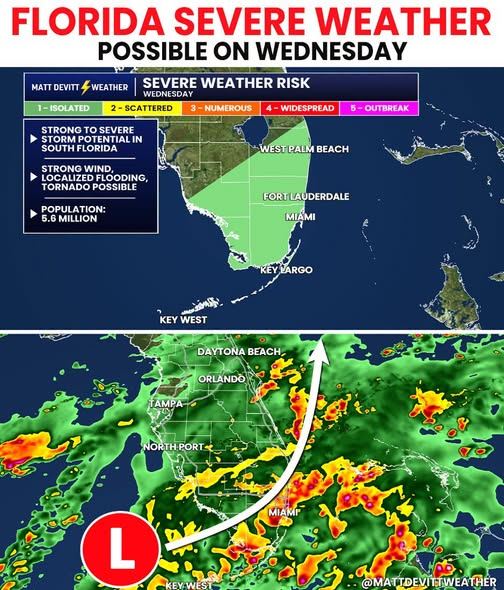 FLORIDA SEVERE WEATHER
POSSIBLE ON WEDNESDAY
MATT DEVITT WEATHER
SEVERE WEATHER RISK
WEDNESDAY
1 - ISOLATED
2 - SCATTERED
3 - NUMEROUS
4 - WIDESPREAD
5 - OUTBREAK
STRONG TO SEVERE
STORM POTENTIAL IN
SOUTH FLORIDA
STRONG WIND,
LOCALIZED FLOODING,
TORNADO POSSIBLE
POPULATION:
5.6 MILLION
WEST PALM BEACH
FORT LAUDERDALE
MIAMI
KEY LARGO
KEY WEST
DAYTONA BEACH
ORLANDO
TAMPA
NORTH PORT
MIAMI
L
KEY WEST
@MATTDEVITTWEATHER